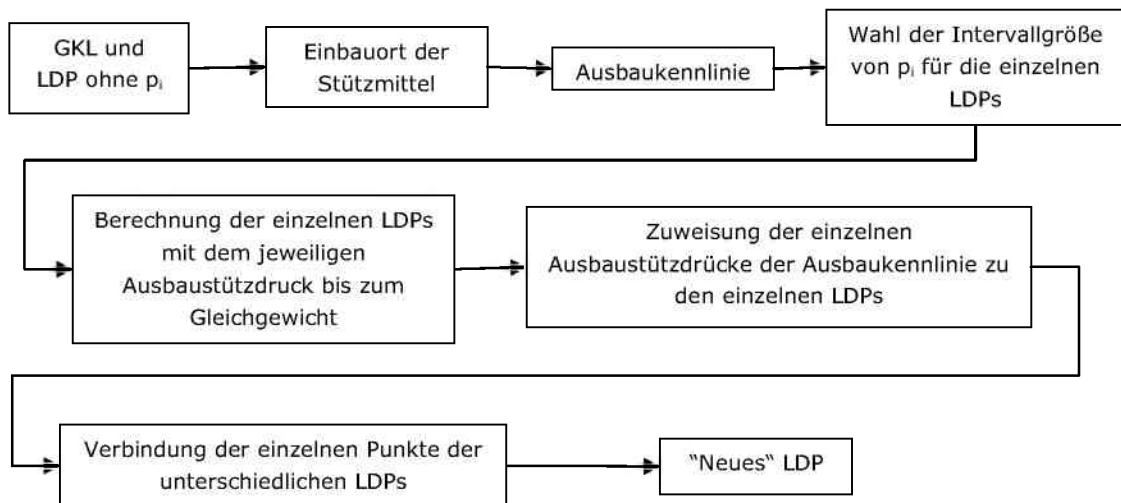 GKL und
LDP ohne pᵢ
Einbauort der
Stützmittel
Ausbaukennlinie
Wahl der Intervallgröße
von pᵢ für die einzelnen
LDPs
Berechnung der einzelnen LDPs
mit dem jeweiligen
Ausbaustützdruck bis zum
Gleichgewicht
Zuweisung der einzelnen
Ausbaustützdrücke der Ausbaukennlinie zu
den einzelnen LDPs
Verbindung der einzelnen Punkte der
unterschiedlichen LDPs
"Neues" LDP